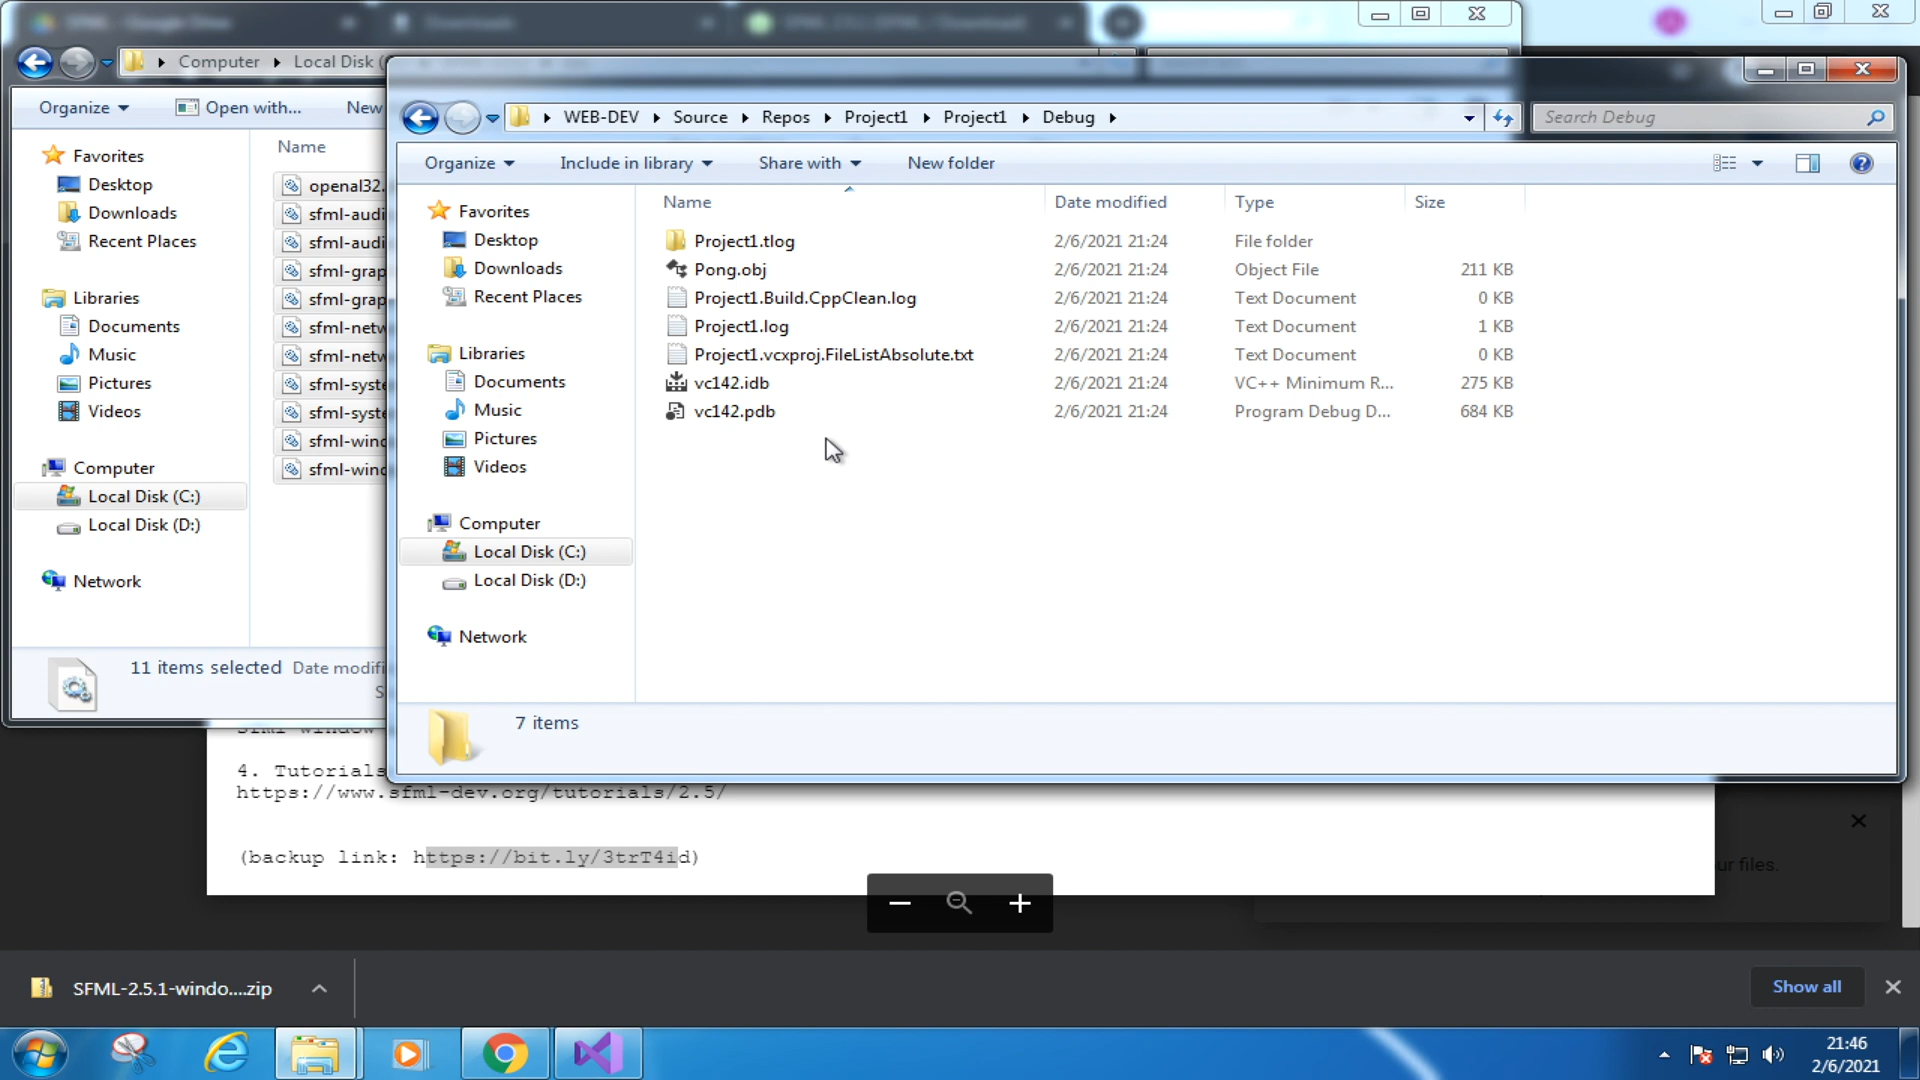 SFML - Google Drive
Downloads
Computer Local Disk (
Organize Open with... New
Favorites
Desktop
Downloads
Recent Places
Libraries
Documents
Music
Pictures
Videos
Computer
Local Disk (C:)
Local Disk (D:)
Network
Name
openal32.
sfml-audi
sfml-audi
sfml-grap
sfml-grap
sfml-netw
sfml-netw
sfml-syste
sfml-syste
sfml-wind
sfml-wind
11 items selected Date modifi
WEB-DEV Source Repos Project1 Project1 Debug
Search Debug
Organize Include in library Share with New folder
Favorites
Desktop
Downloads
Recent Places
Libraries
Documents
Music
Pictures
Videos
Computer
Local Disk (C:)
Local Disk (D:)
Network
Name Date modified Type Size
Project1.tlog 2/6/2021 21:24 File folder
Pong.obj 2/6/2021 21:24 Object File 211 KB
Project1.Build.CppClean.log 2/6/2021 21:24 Text Document 0 KB
Project1.log 2/6/2021 21:24 Text Document 1 KB
Project1.vcxproj.FileListAbsolute.txt 2/6/2021 21:24 Text Document 0 KB
vc142.idb 2/6/2021 21:24 VC++ Minimum R... 275 KB
vc142.pdb 2/6/2021 21:24 Program Debug D... 684 KB
7 items
4. Tutorials
https://www.sfml-dev.org/tutorials/2.5/
(backup link: https://bit.ly/3trT4id)
ur files.
SFML-2.5.1-windo....zip
Show all
21:46
2/6/2021